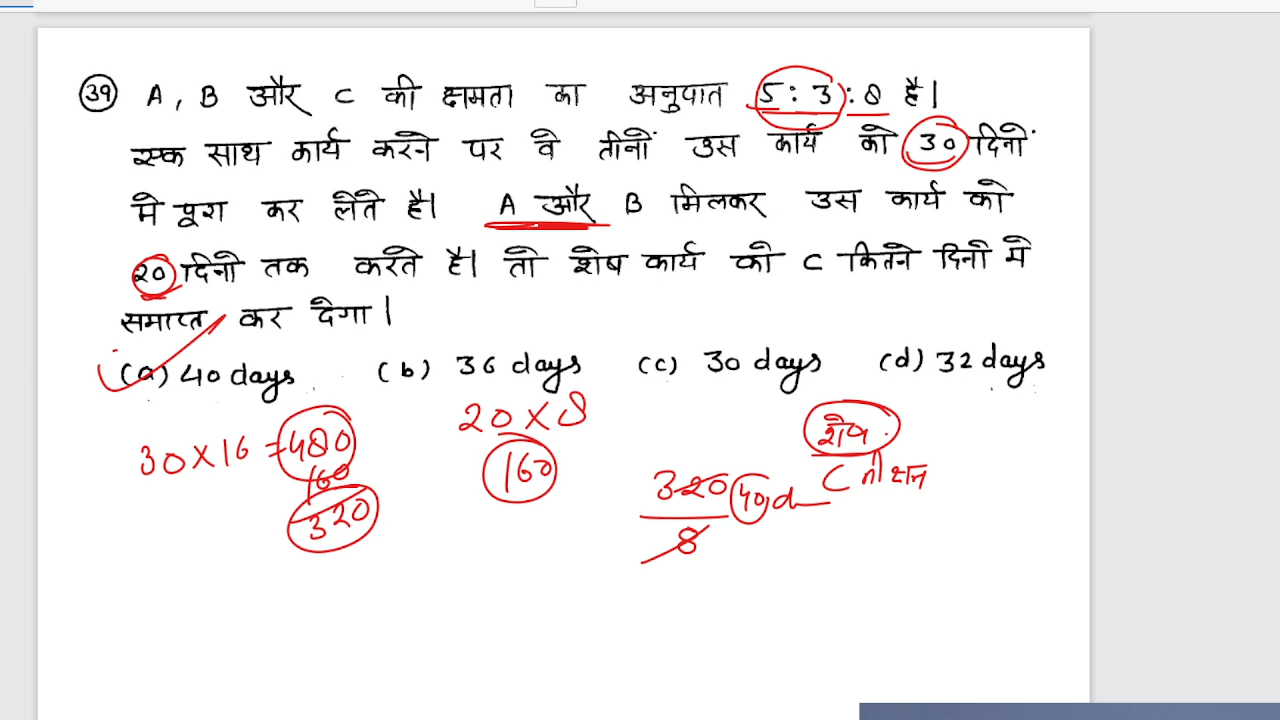 39 A, B और C की क्षमता का अनुपात 5 : 3 : 8 है।
एक साथ कार्य करने पर वे तीनों उस कार्य को 30 दिनों
मे पूरा कर लेते है। A और B मिलकर उस कार्य को
20 दिनो तक करते है। तो शेष कार्य को C कितने दिनो मे
समाप्त कर देगा।
(a) 40 days (b) 36 days (c) 30 days (d) 32 days
30 × 16 = 480
160
320
20 × 8
160
शेष
320 40 d
8
C